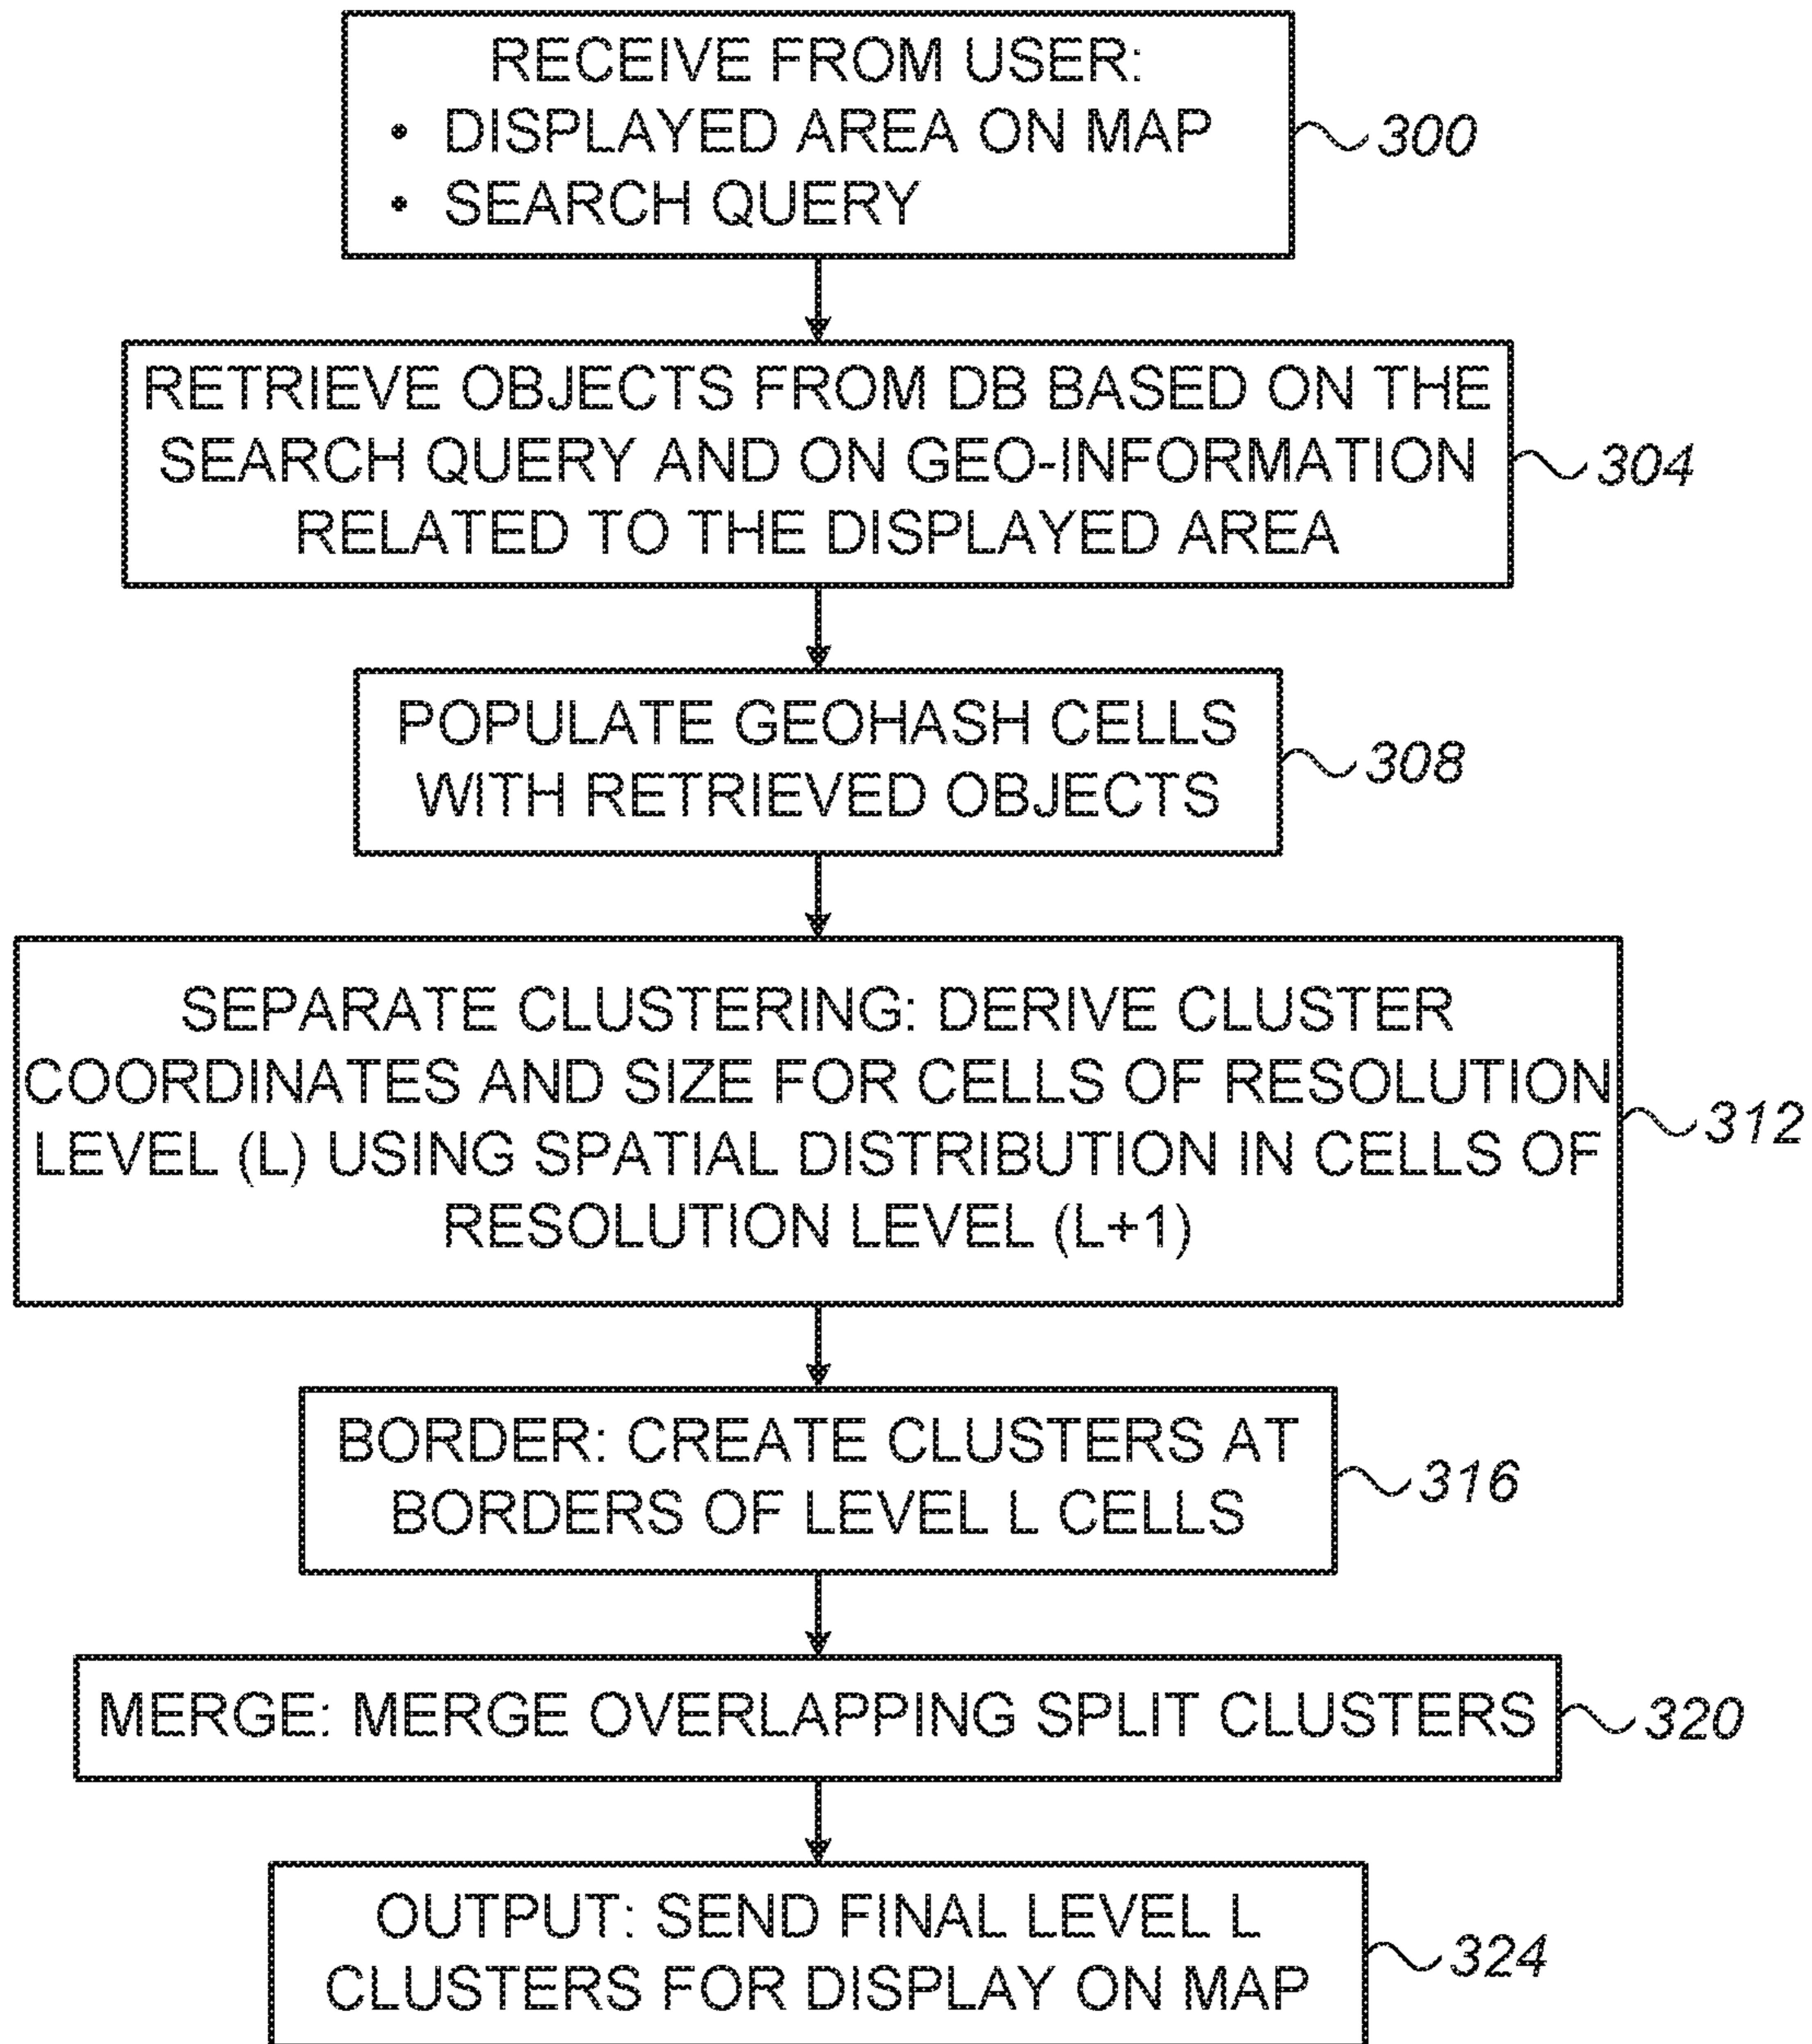 RECEIVE FROM USER:
• DISPLAYED AREA ON MAP
• SEARCH QUERY
300
RETRIEVE OBJECTS FROM DB BASED ON THE
SEARCH QUERY AND ON GEO-INFORMATION
RELATED TO THE DISPLAYED AREA
304
POPULATE GEOHASH CELLS
WITH RETRIEVED OBJECTS
308
SEPARATE CLUSTERING: DERIVE CLUSTER
COORDINATES AND SIZE FOR CELLS OF RESOLUTION
LEVEL (L) USING SPATIAL DISTRIBUTION IN CELLS OF
RESOLUTION LEVEL (L+1)
312
BORDER: CREATE CLUSTERS AT
BORDERS OF LEVEL L CELLS
316
MERGE: MERGE OVERLAPPING SPLIT CLUSTERS
320
OUTPUT: SEND FINAL LEVEL L
CLUSTERS FOR DISPLAY ON MAP
324